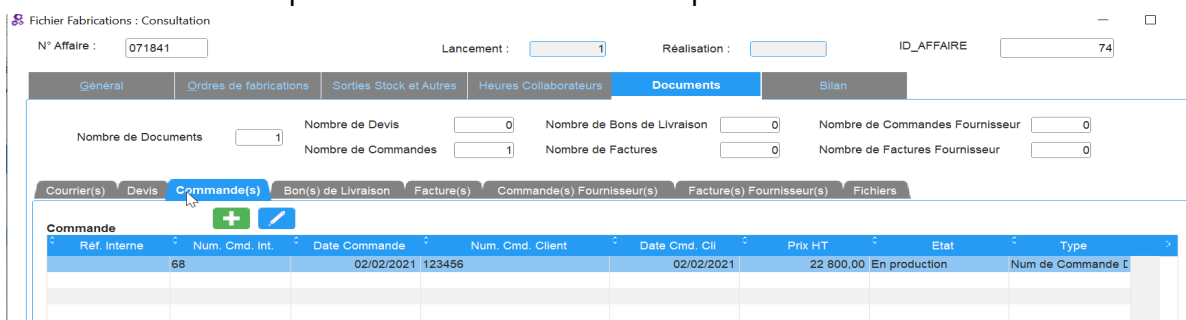 Fichier Fabrications : Consultation
N° Affaire : 071841 Lancement : 1 Réalisation : ID_AFFAIRE 74
Général Ordres de fabrications Sorties Stock et Autres Heures Collaborateurs Documents Bilan
Nombre de Documents 1
Nombre de Devis 0 Nombre de Bons de Livraison 0 Nombre de Commandes Fournisseur 0
Nombre de Commandes 1 Nombre de Factures 0 Nombre de Factures Fournisseur 0
Courrier(s) Devis Commande(s) Bon(s) de Livraison Facture(s) Commande(s) Fournisseur(s) Facture(s) Fournisseur(s) Fichiers
Commande
Réf. Interne Num. Cmd. Int. Date Commande Num. Cmd. Client Date Cmd. Cli Prix HT Etat Type
68 02/02/2021 123456 02/02/2021 22 800,00 En production Num de Commande